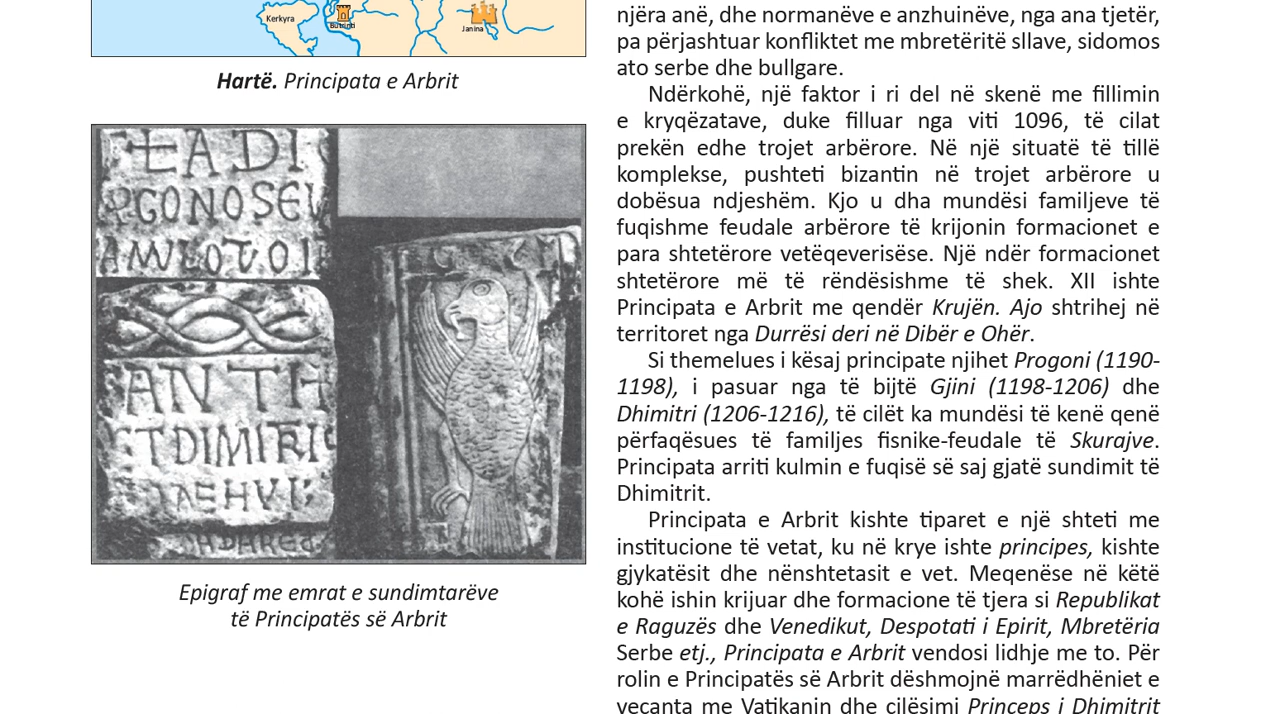 Kerkyra
Butrinti
Janina
Hartë. Principata e Arbrit
EADI
GONOSEV
AN TH
TDIMITRI
Epigraf me emrat e sundimtarëve
të Principatës së Arbrit
njëra anë, dhe normanëve e anzhuinëve, nga ana tjetër,
pa përjashtuar konfliktet me mbretëritë sllave, sidomos
ato serbe dhe bullgare.
Ndërkohë, një faktor i ri del në skenë me fillimin
e kryqëzatave, duke filluar nga viti 1096, të cilat
prekën edhe trojet arbërore. Në një situatë të tillë
komplekse, pushteti bizantin në trojet arbërore u
dobësua ndjeshëm. Kjo u dha mundësi familjeve të
fuqishme feudale arbërore të krijonin formacionet e
para shtetërore vetëqeverisëse. Një ndër formacionet
shtetërore më të rëndësishme të shek. XII ishte
Principata e Arbrit me qendër Krujën. Ajo shtrihej në
territoret nga Durrësi deri në Dibër e Ohër.
Si themelues i kësaj principate njihet Progoni (1190-
1198), i pasuar nga të bijtë Gjini (1198-1206) dhe
Dhimitri (1206-1216), të cilët ka mundësi të kenë qenë
përfaqësues të familjes fisnike-feudale të Skurajve.
Principata arriti kulmin e fuqisë së saj gjatë sundimit të
Dhimitrit.
Principata e Arbrit kishte tiparet e një shteti me
institucione të vetat, ku në krye ishte principes, kishte
gjykatësit dhe nënshtetasit e vet. Meqenëse në këtë
kohë ishin krijuar dhe formacione të tjera si Republikat
e Raguzës dhe Venedikut, Despotati i Epirit, Mbretëria
Serbe etj., Principata e Arbrit vendosi lidhje me to. Për
rolin e Principatës së Arbrit dëshmojnë marrëdhëniet e
veçanta me Vatikanin dhe cilësimi Princeps i Dhimitrit